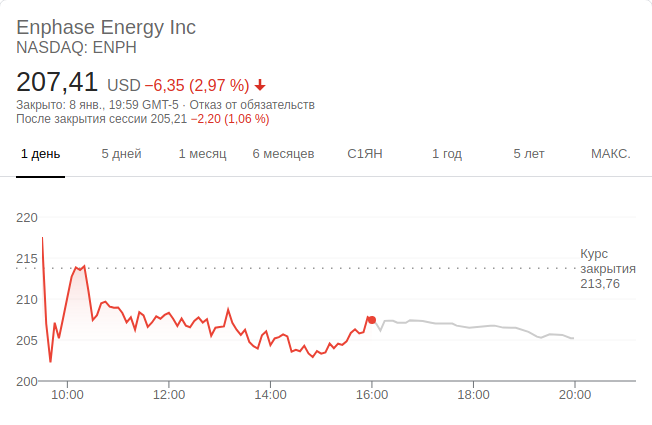 Enphase Energy Inc
NASDAQ: ENPH
207,41 USD −6,35 (2,97 %)
Закрыто: 8 янв., 19:59 GMT-5 · Отказ от обязательств
После закрытия сессии 205,21 −2,20 (1,06 %)
1 день 5 дней 1 месяц 6 месяцев С1ЯН 1 год 5 лет МАКС.
220
215
210
205
200
Курс
закрытия
213,76
10:00 12:00 14:00 16:00 18:00 20:00